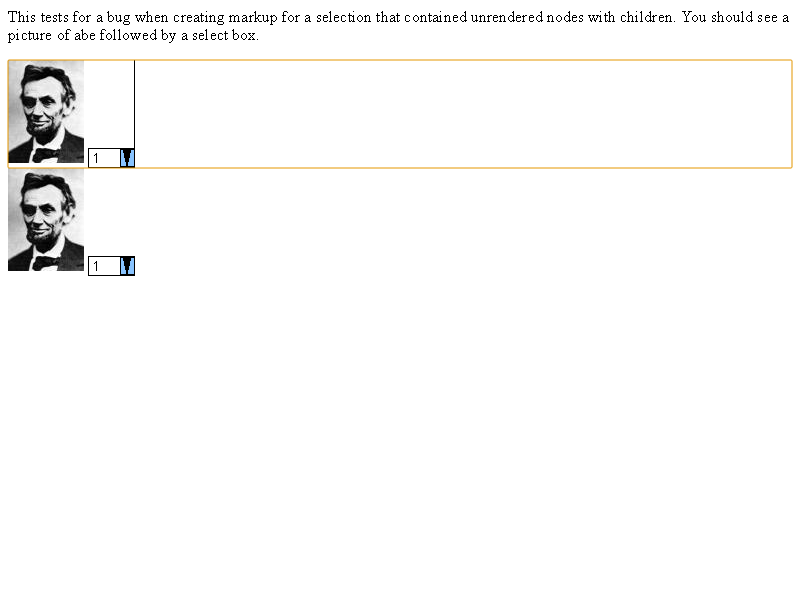 This tests for a bug when creating markup for a selection that contained unrendered nodes with children. You should see a
picture of abe followed by a select box.
1
1